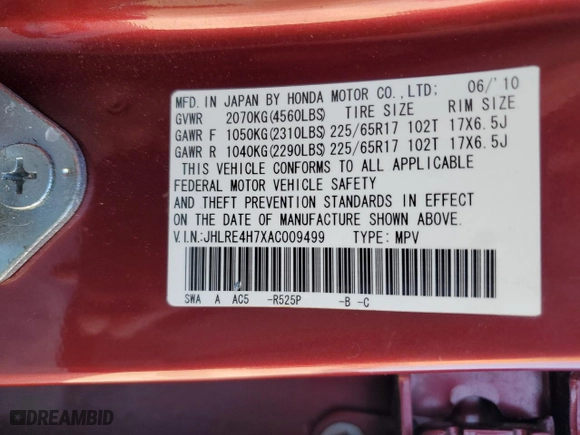 MFD. IN JAPAN BY HONDA MOTOR CO.,LTD: 06/'10
GVWR 2070KG(4560LBS) TIRE SIZE RIM SIZE
GAWR F 1050KG(2310LBS) 225/65R17 102T 17X6.5J
GAWR R 1040KG(2290LBS) 225/65R17 102T 17X6.5J
THIS VEHICLE CONFORMS TO ALL APPLICABLE
FEDERAL MOTOR VEHICLE SAFETY
AND THEFT PREVENTION STANDARDS IN EFFECT
ON THE DATE OF MANUFACTURE SHOWN ABOVE.
V.I.N.:JHLRE4H7XAC009499 TYPE: MPV
SWA A AC5 -R525P -B -C
DREAMBID